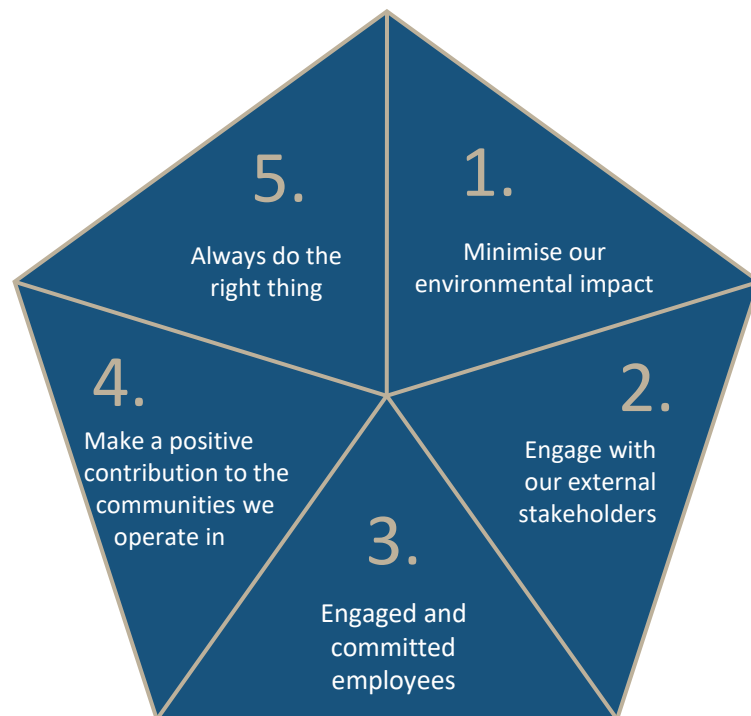 1.
Minimise our
environmental impact
2.
Engage with
our external
stakeholders
3.
Engaged and
committed
employees
4.
Make a positive
contribution to the
communities we
operate in
5.
Always do the
right thing